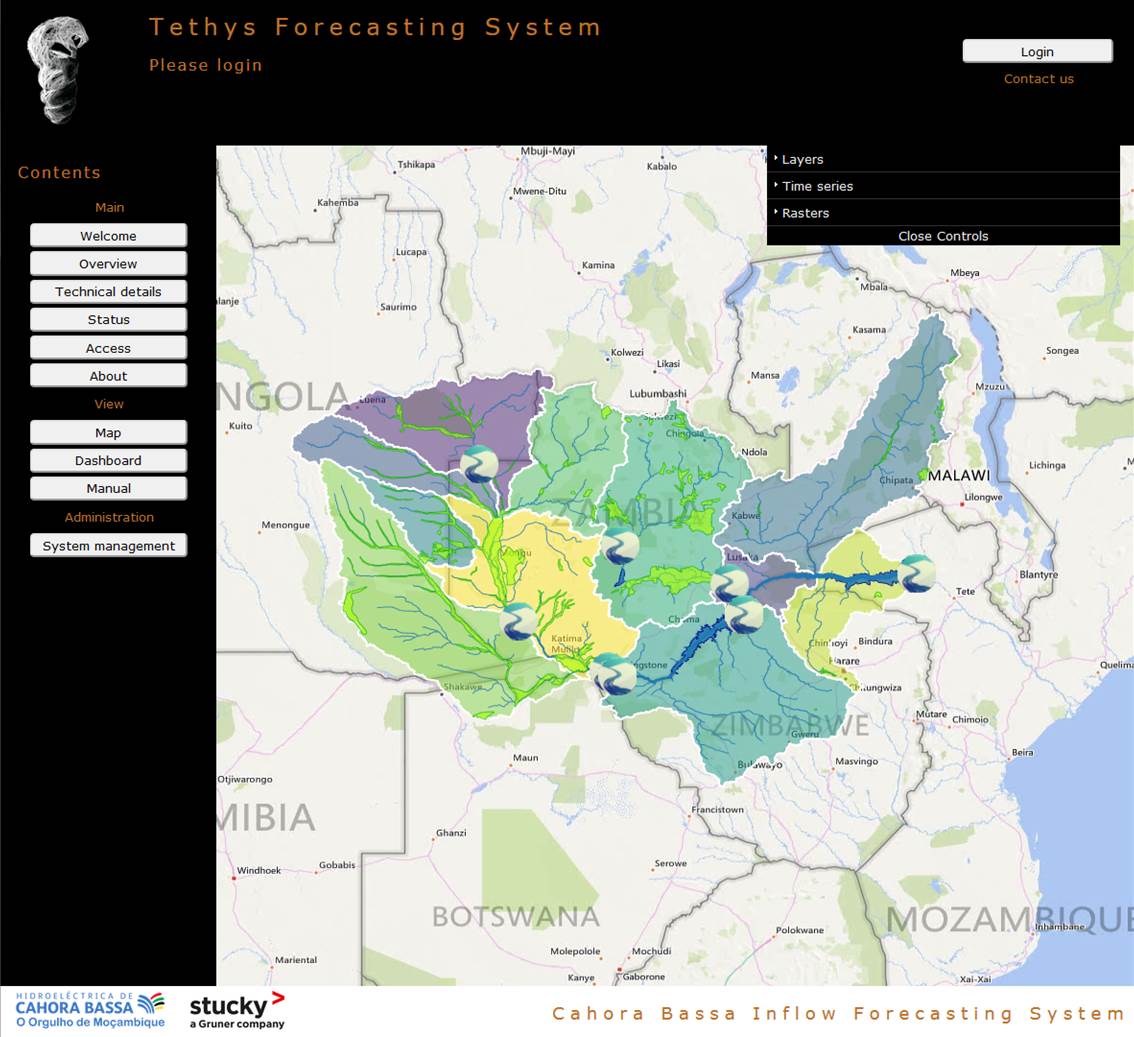 Tethys Forecasting System
Please login
Login
Contact us
Contents
Main
Welcome
Overview
Technical details
Status
Access
About
View
Map
Dashboard
Manual
Administration
System management
Layers
Time series
Rasters
Close Controls
Mbuji-Mayi
Tshikapa
Kabalo
Mwene-Ditu
Kahemba
Lucapa
Kamina
Mbeya
Mbala
Saurimo
Kasama
Kolwezi
Songea
Likasi
Mansa
Mzuzu
Lubumbashi
NGOLA
Kuito
Chingola
Ndola
Lichinga
MALAWI
Chipata
Lilongwe
ZAMBIA
Kabwe
Menongue
Mongu
Lusaka
Blantyre
Tete
Choma
Katima
Mulilo
Chinhoyi
Bindura
Harare
Shakawe
ZIMBABWE
Mutare
Chimoio
Gweru
Beira
Maun
Bulawayo
Masvingo
Otjiwarongo
MIBIA
Francistown
Ghanzi
Gobabis
Windhoek
Serowe
BOTSWANA
MOZAMBIQUE
Inhambane
Polokwane
Molepolole
Mochudi
Mariental
Kanye
Gaborone
Xai-Xai
HIDROELÉCTRICA DE
CAHORA BASSA
O Orgulho de Moçambique
stucky>
a Gruner company
Cahora Bassa Inflow Forecasting System